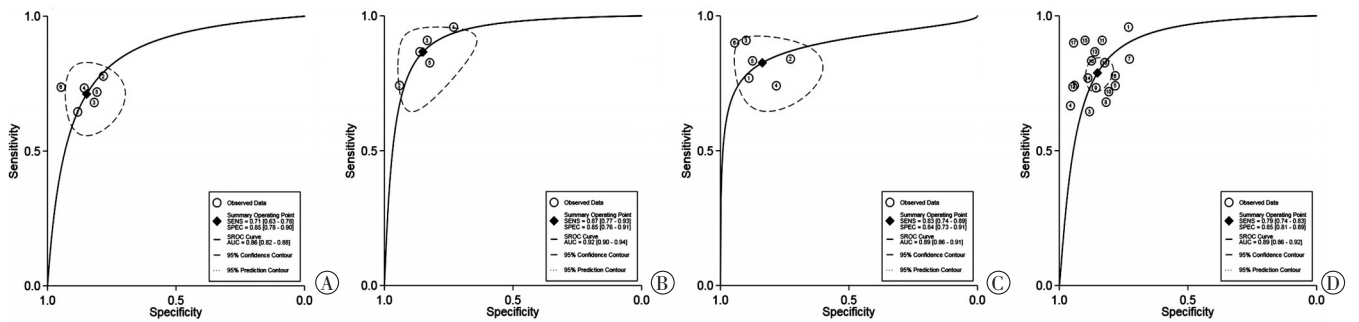 1.0
Sensitivity
0.5
0.0
1.0
0.5
0.0
Specificity
Observed Data
Summary Operating Point
SENS = 0.71 [0.63 - 0.78]
SPEC = 0.85 [0.78 - 0.90]
SROC Curve
AUC = 0.86 [0.82 - 0.88]
95% Confidence Contour
95% Prediction Contour
A
1.0
Sensitivity
0.5
0.0
1.0
0.5
0.0
Specificity
Observed Data
Summary Operating Point
SENS = 0.87 [0.77 - 0.93]
SPEC = 0.85 [0.76 - 0.91]
SROC Curve
AUC = 0.92 [0.90 - 0.94]
95% Confidence Contour
95% Prediction Contour
B
1.0
Sensitivity
0.5
0.0
1.0
0.5
0.0
Specificity
Observed Data
Summary Operating Point
SENS = 0.83 [0.74 - 0.89]
SPEC = 0.84 [0.73 - 0.91]
SROC Curve
AUC = 0.89 [0.86 - 0.91]
95% Confidence Contour
95% Prediction Contour
C
1.0
Sensitivity
0.5
0.0
1.0
0.5
0.0
Specificity
Observed Data
Summary Operating Point
SENS = 0.79 [0.74 - 0.83]
SPEC = 0.85 [0.81 - 0.89]
SROC Curve
AUC = 0.89 [0.86 - 0.92]
95% Confidence Contour
95% Prediction Contour
D